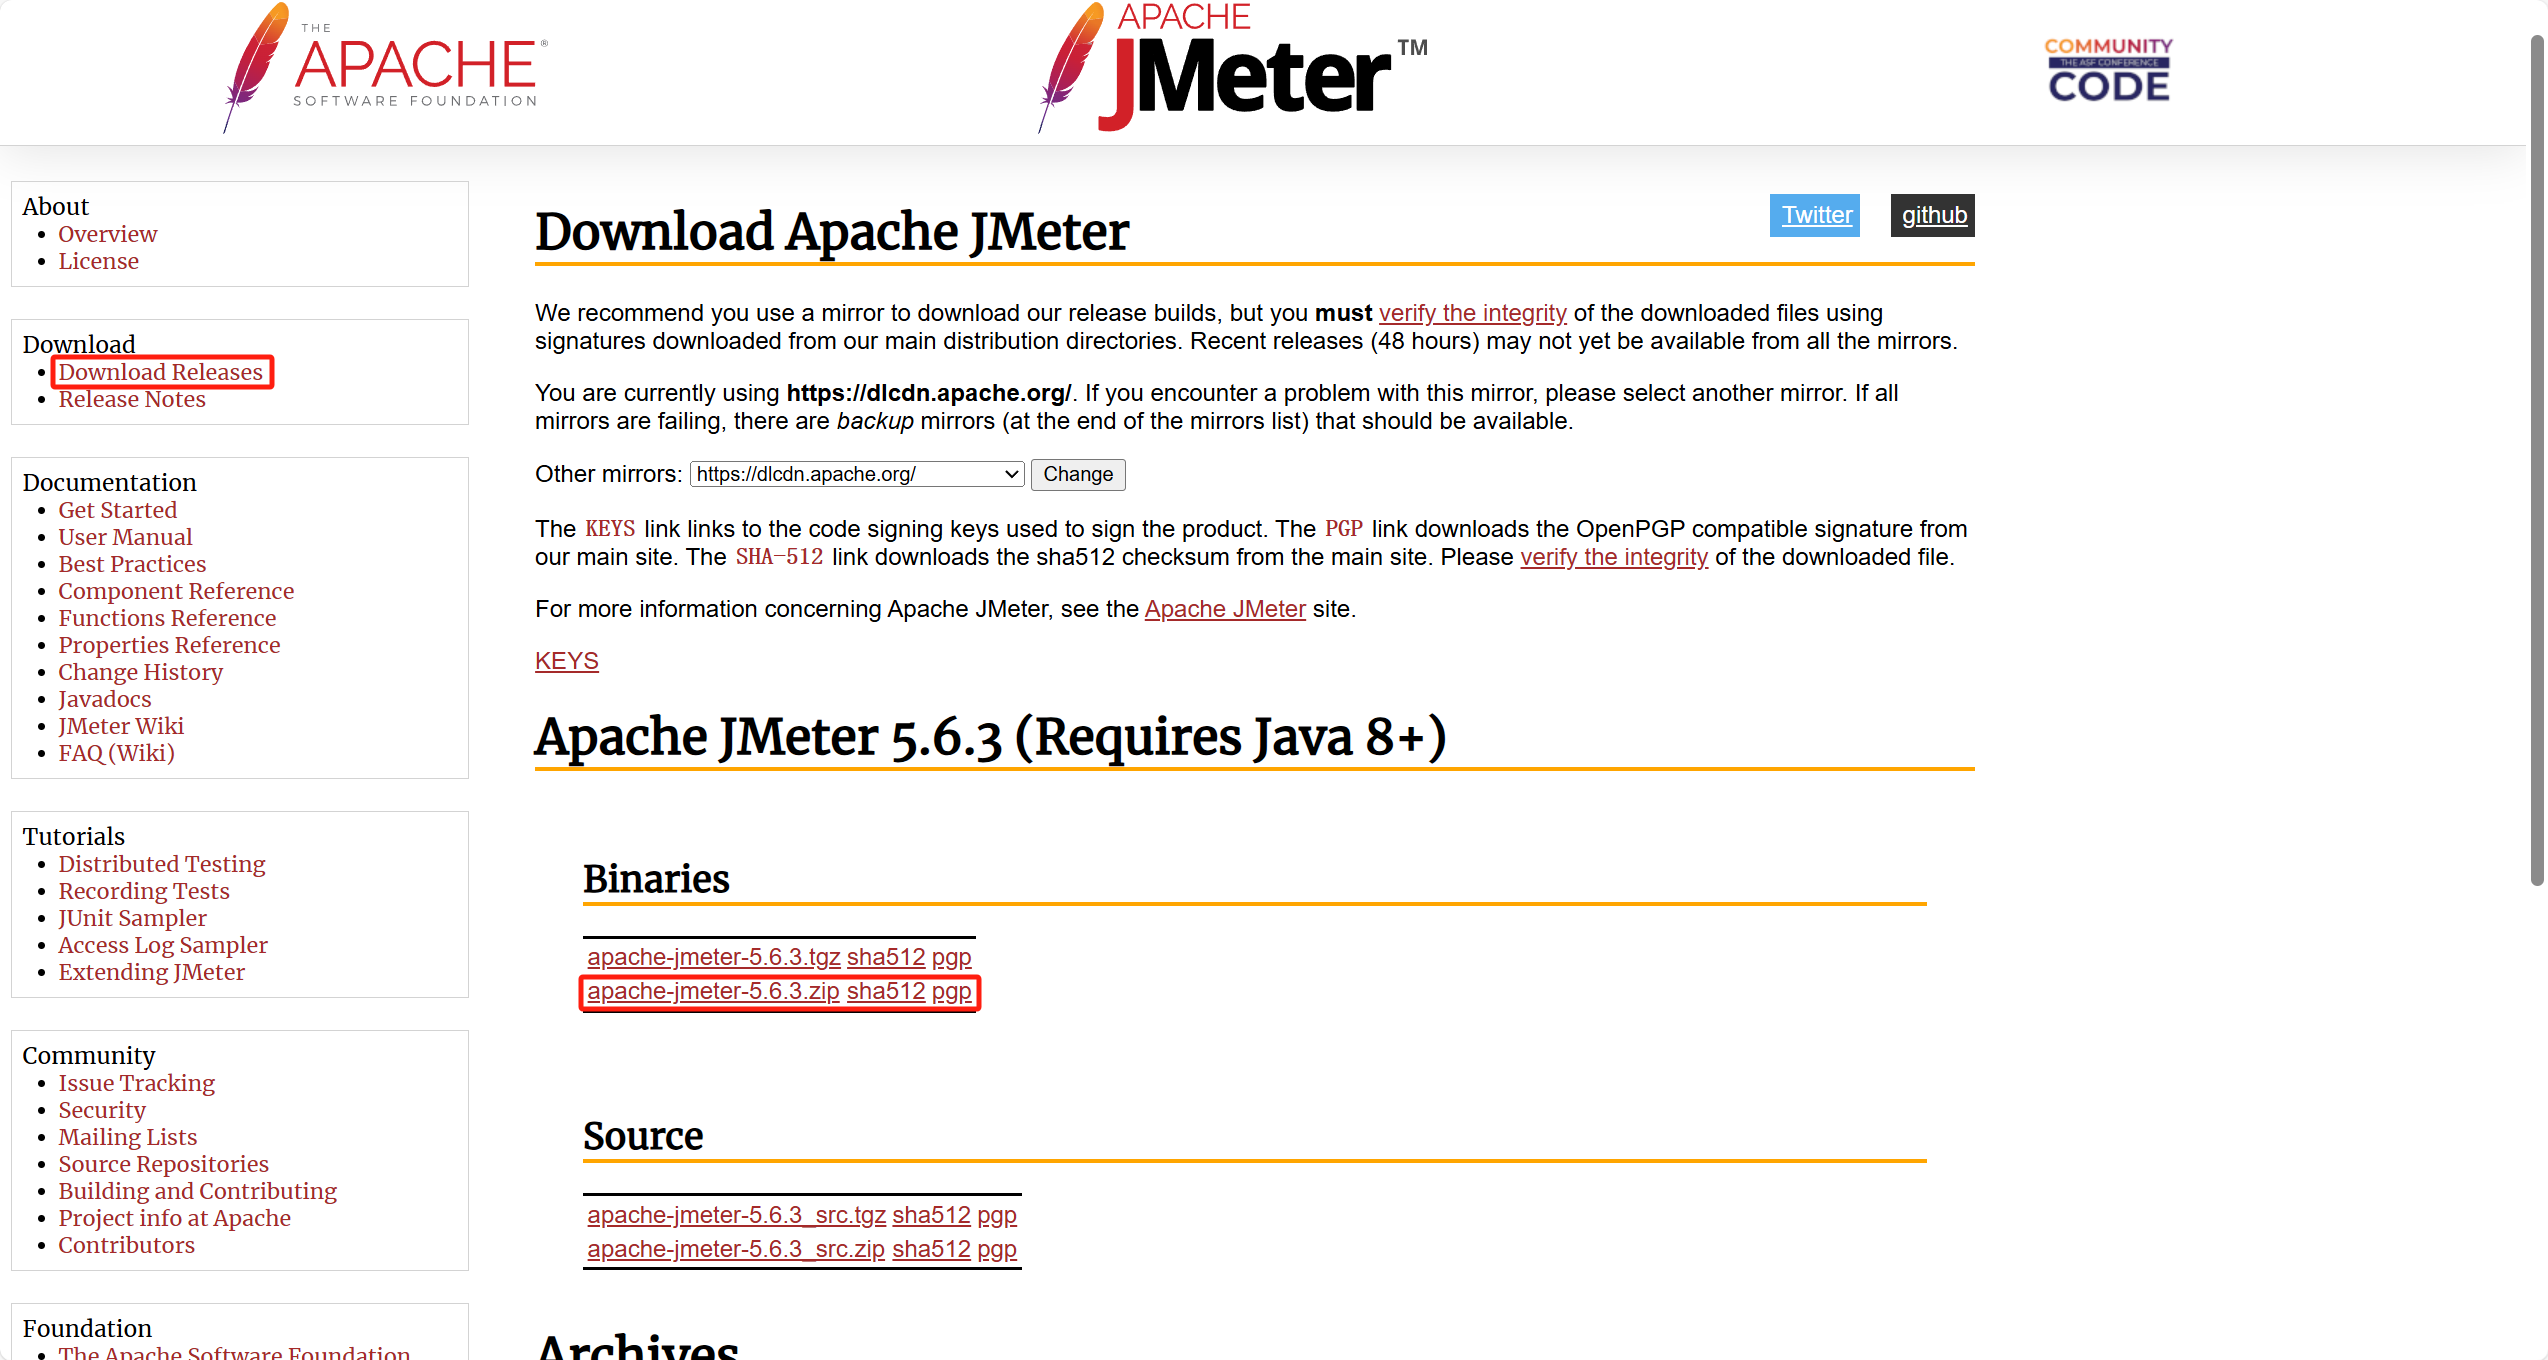 THE
APACHE®
SOFTWARE FOUNDATION
APACHE
JMeter™
COMMUNITY
THE ASF CONFERENCE
CODE
About
Overview
License
Download
Download Releases
Release Notes
Documentation
Get Started
User Manual
Best Practices
Component Reference
Functions Reference
Properties Reference
Change History
Javadocs
JMeter Wiki
FAQ (Wiki)
Tutorials
Distributed Testing
Recording Tests
JUnit Sampler
Access Log Sampler
Extending JMeter
Community
Issue Tracking
Security
Mailing Lists
Source Repositories
Building and Contributing
Project info at Apache
Contributors
Foundation
The Apache Software Foundation
Twitter
github
Download Apache JMeter
We recommend you use a mirror to download our release builds, but you must verify the integrity of the downloaded files using
signatures downloaded from our main distribution directories. Recent releases (48 hours) may not yet be available from all the mirrors.
You are currently using https://dlcdn.apache.org/. If you encounter a problem with this mirror, please select another mirror. If all
mirrors are failing, there are backup mirrors (at the end of the mirrors list) that should be available.
Other mirrors: https://dlcdn.apache.org/ Change
The KEYS link links to the code signing keys used to sign the product. The PGP link downloads the OpenPGP compatible signature from
our main site. The SHA-512 link downloads the sha512 checksum from the main site. Please verify the integrity of the downloaded file.
For more information concerning Apache JMeter, see the Apache JMeter site.
KEYS
Apache JMeter 5.6.3 (Requires Java 8+)
Binaries
apache-jmeter-5.6.3.tgz sha512 pgp
apache-jmeter-5.6.3.zip sha512 pgp
Source
apache-jmeter-5.6.3_src.tgz sha512 pgp
apache-jmeter-5.6.3_src.zip sha512 pgp
Archives